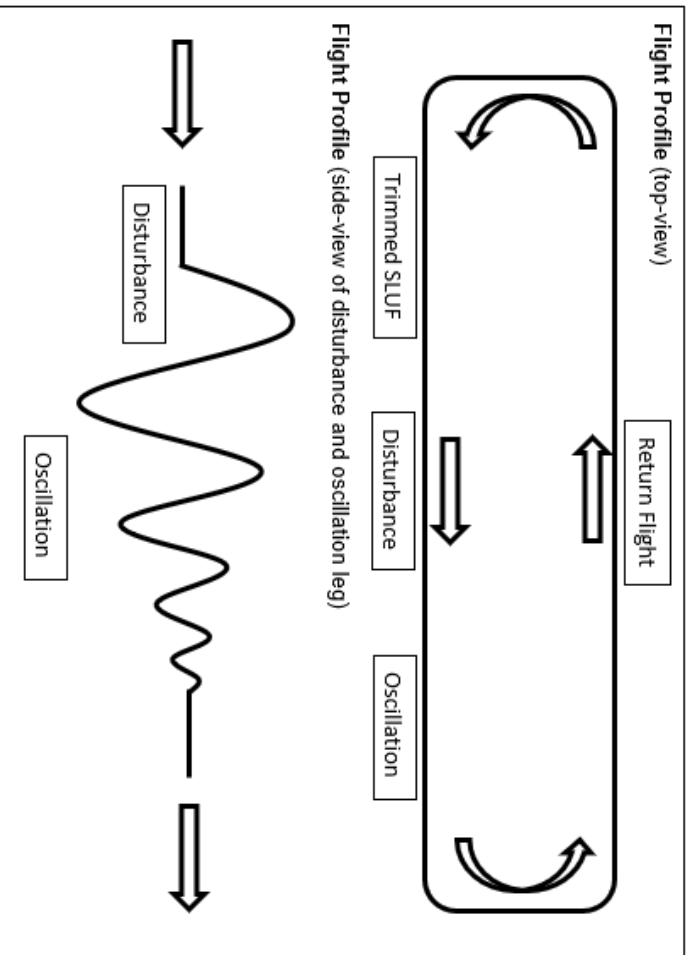 Flight Profile (top-view)
Return Flight
Trimmed SLUF
Disturbance
Oscillation
Flight Profile (side-view of disturbance and oscillation leg)
Disturbance
Oscillation